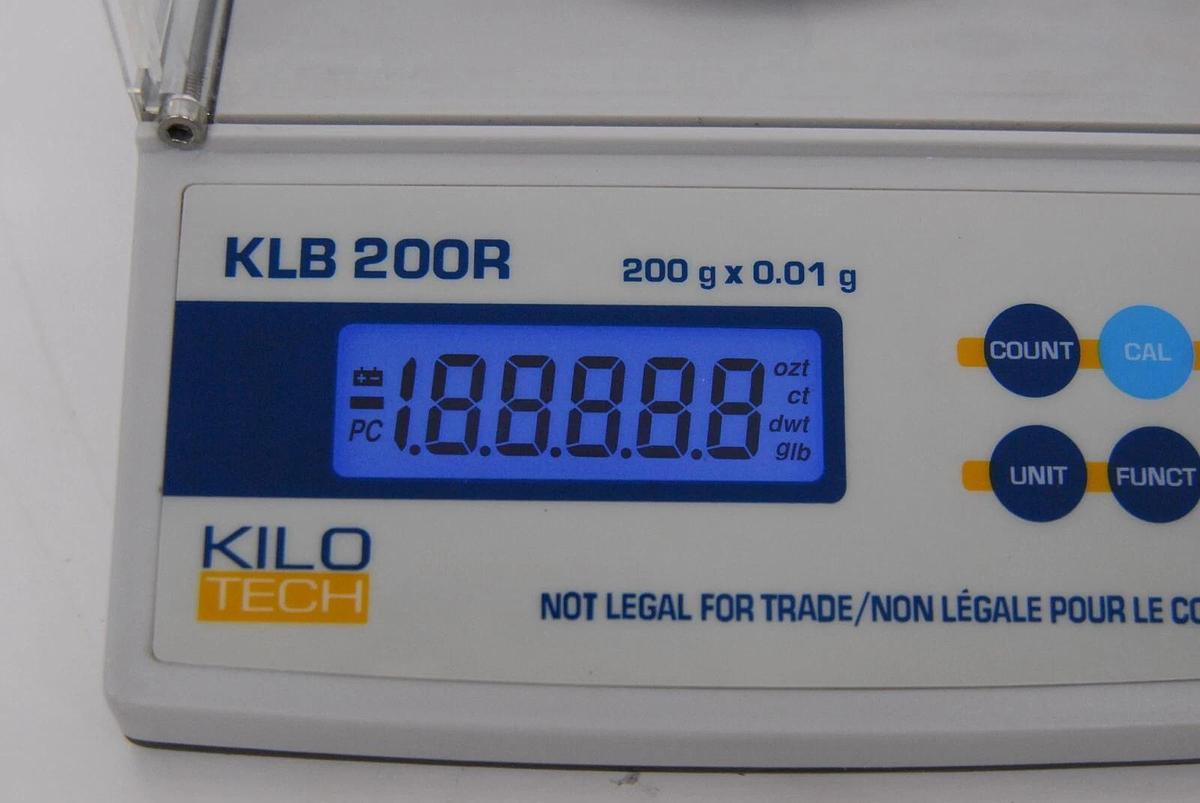 KLB 200R
200 g x 0.01 g
PC
1.8.8.8.8.8
ozt
ct
dwt
glb
COUNT
CAL
UNIT
FUNCT
KILO
TECH
NOT LEGAL FOR TRADE/NON LÉGALE POUR LE CO